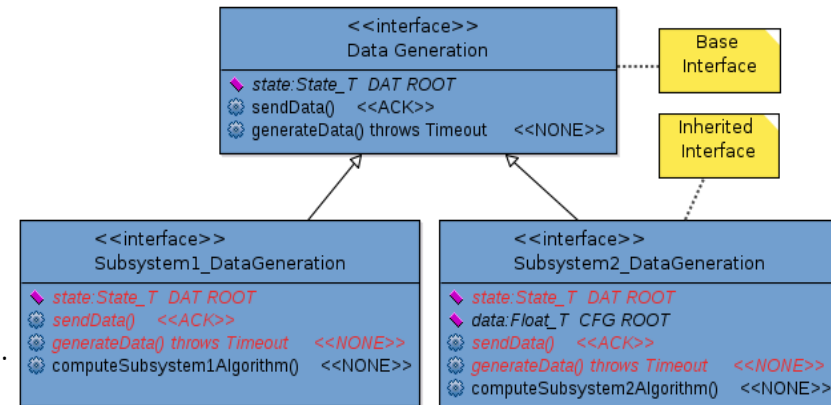 <<interface>>
Data Generation
state:State_T DAT ROOT
sendData() <<ACK>>
generateData() throws Timeout <<NONE>>
Base
Interface
Inherited
Interface
<<interface>>
Subsystem1_DataGeneration
state:State_T DAT ROOT
sendData() <<ACK>>
generateData() throws Timeout <<NONE>>
computeSubsystem1Algorithm() <<NONE>>
<<interface>>
Subsystem2_DataGeneration
state:State_T DAT ROOT
data:Float_T CFG ROOT
sendData() <<ACK>>
generateData() throws Timeout <<NONE>>
computeSubsystem2Algorithm() <<NONE>>
.